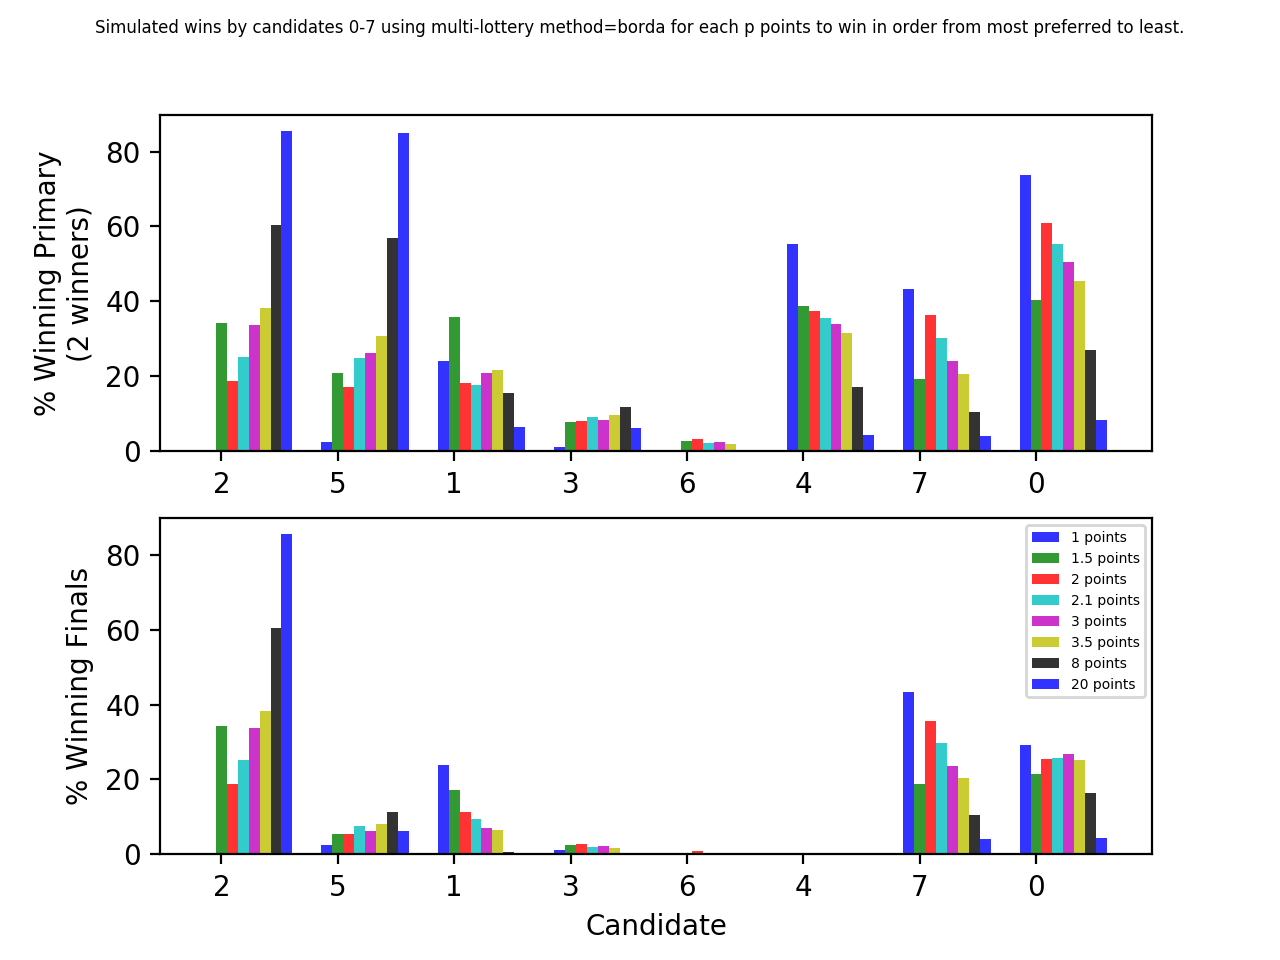 Simulated wins by candidates 0-7 using multi-lottery method=borda for each p points to win in order from most preferred to least.
% Winning Primary
(2 winners)
80
60
40
20
0
2 5 1 3 6 4 7 0
% Winning Finals
80
60
40
20
0
1 points
1.5 points
2 points
2.1 points
3 points
3.5 points
8 points
20 points
2 5 1 3 6 4 7 0
Candidate